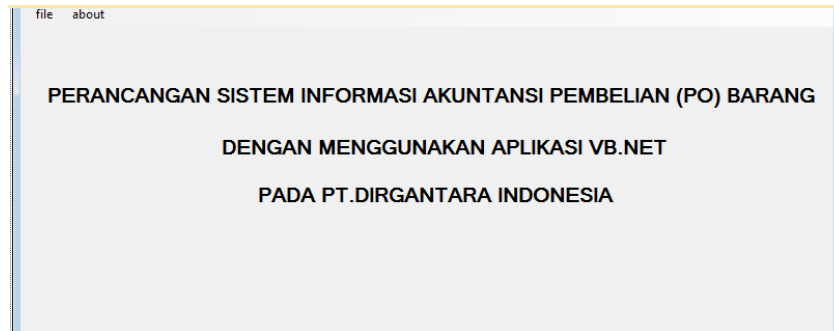 file about
PERANCANGAN SISTEM INFORMASI AKUNTANSI PEMBELIAN (PO) BARANG
DENGAN MENGGUNAKAN APLIKASI VB.NET
PADA PT.DIRGANTARA INDONESIA